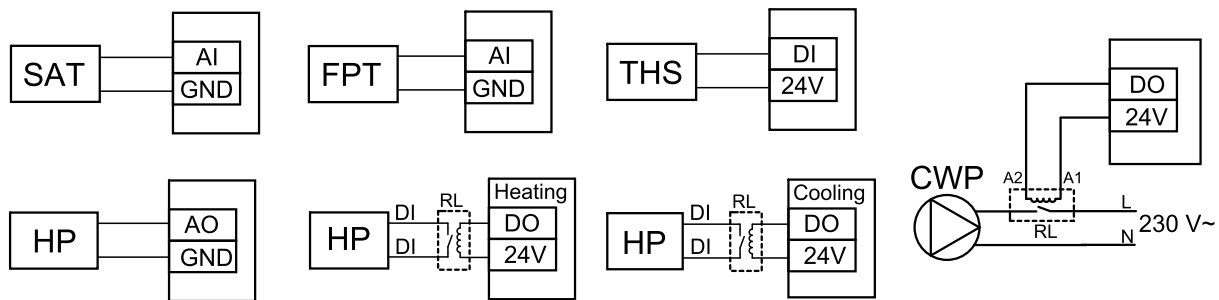 SAT
AI
GND
FPT
AI
GND
THS
DI
24V
DO
24V
HP
AO
GND
HP
DI
DI
RL
Heating
DO
24V
HP
DI
DI
RL
Cooling
DO
24V
CWP
A2
A1
RL
L
N
230 V~